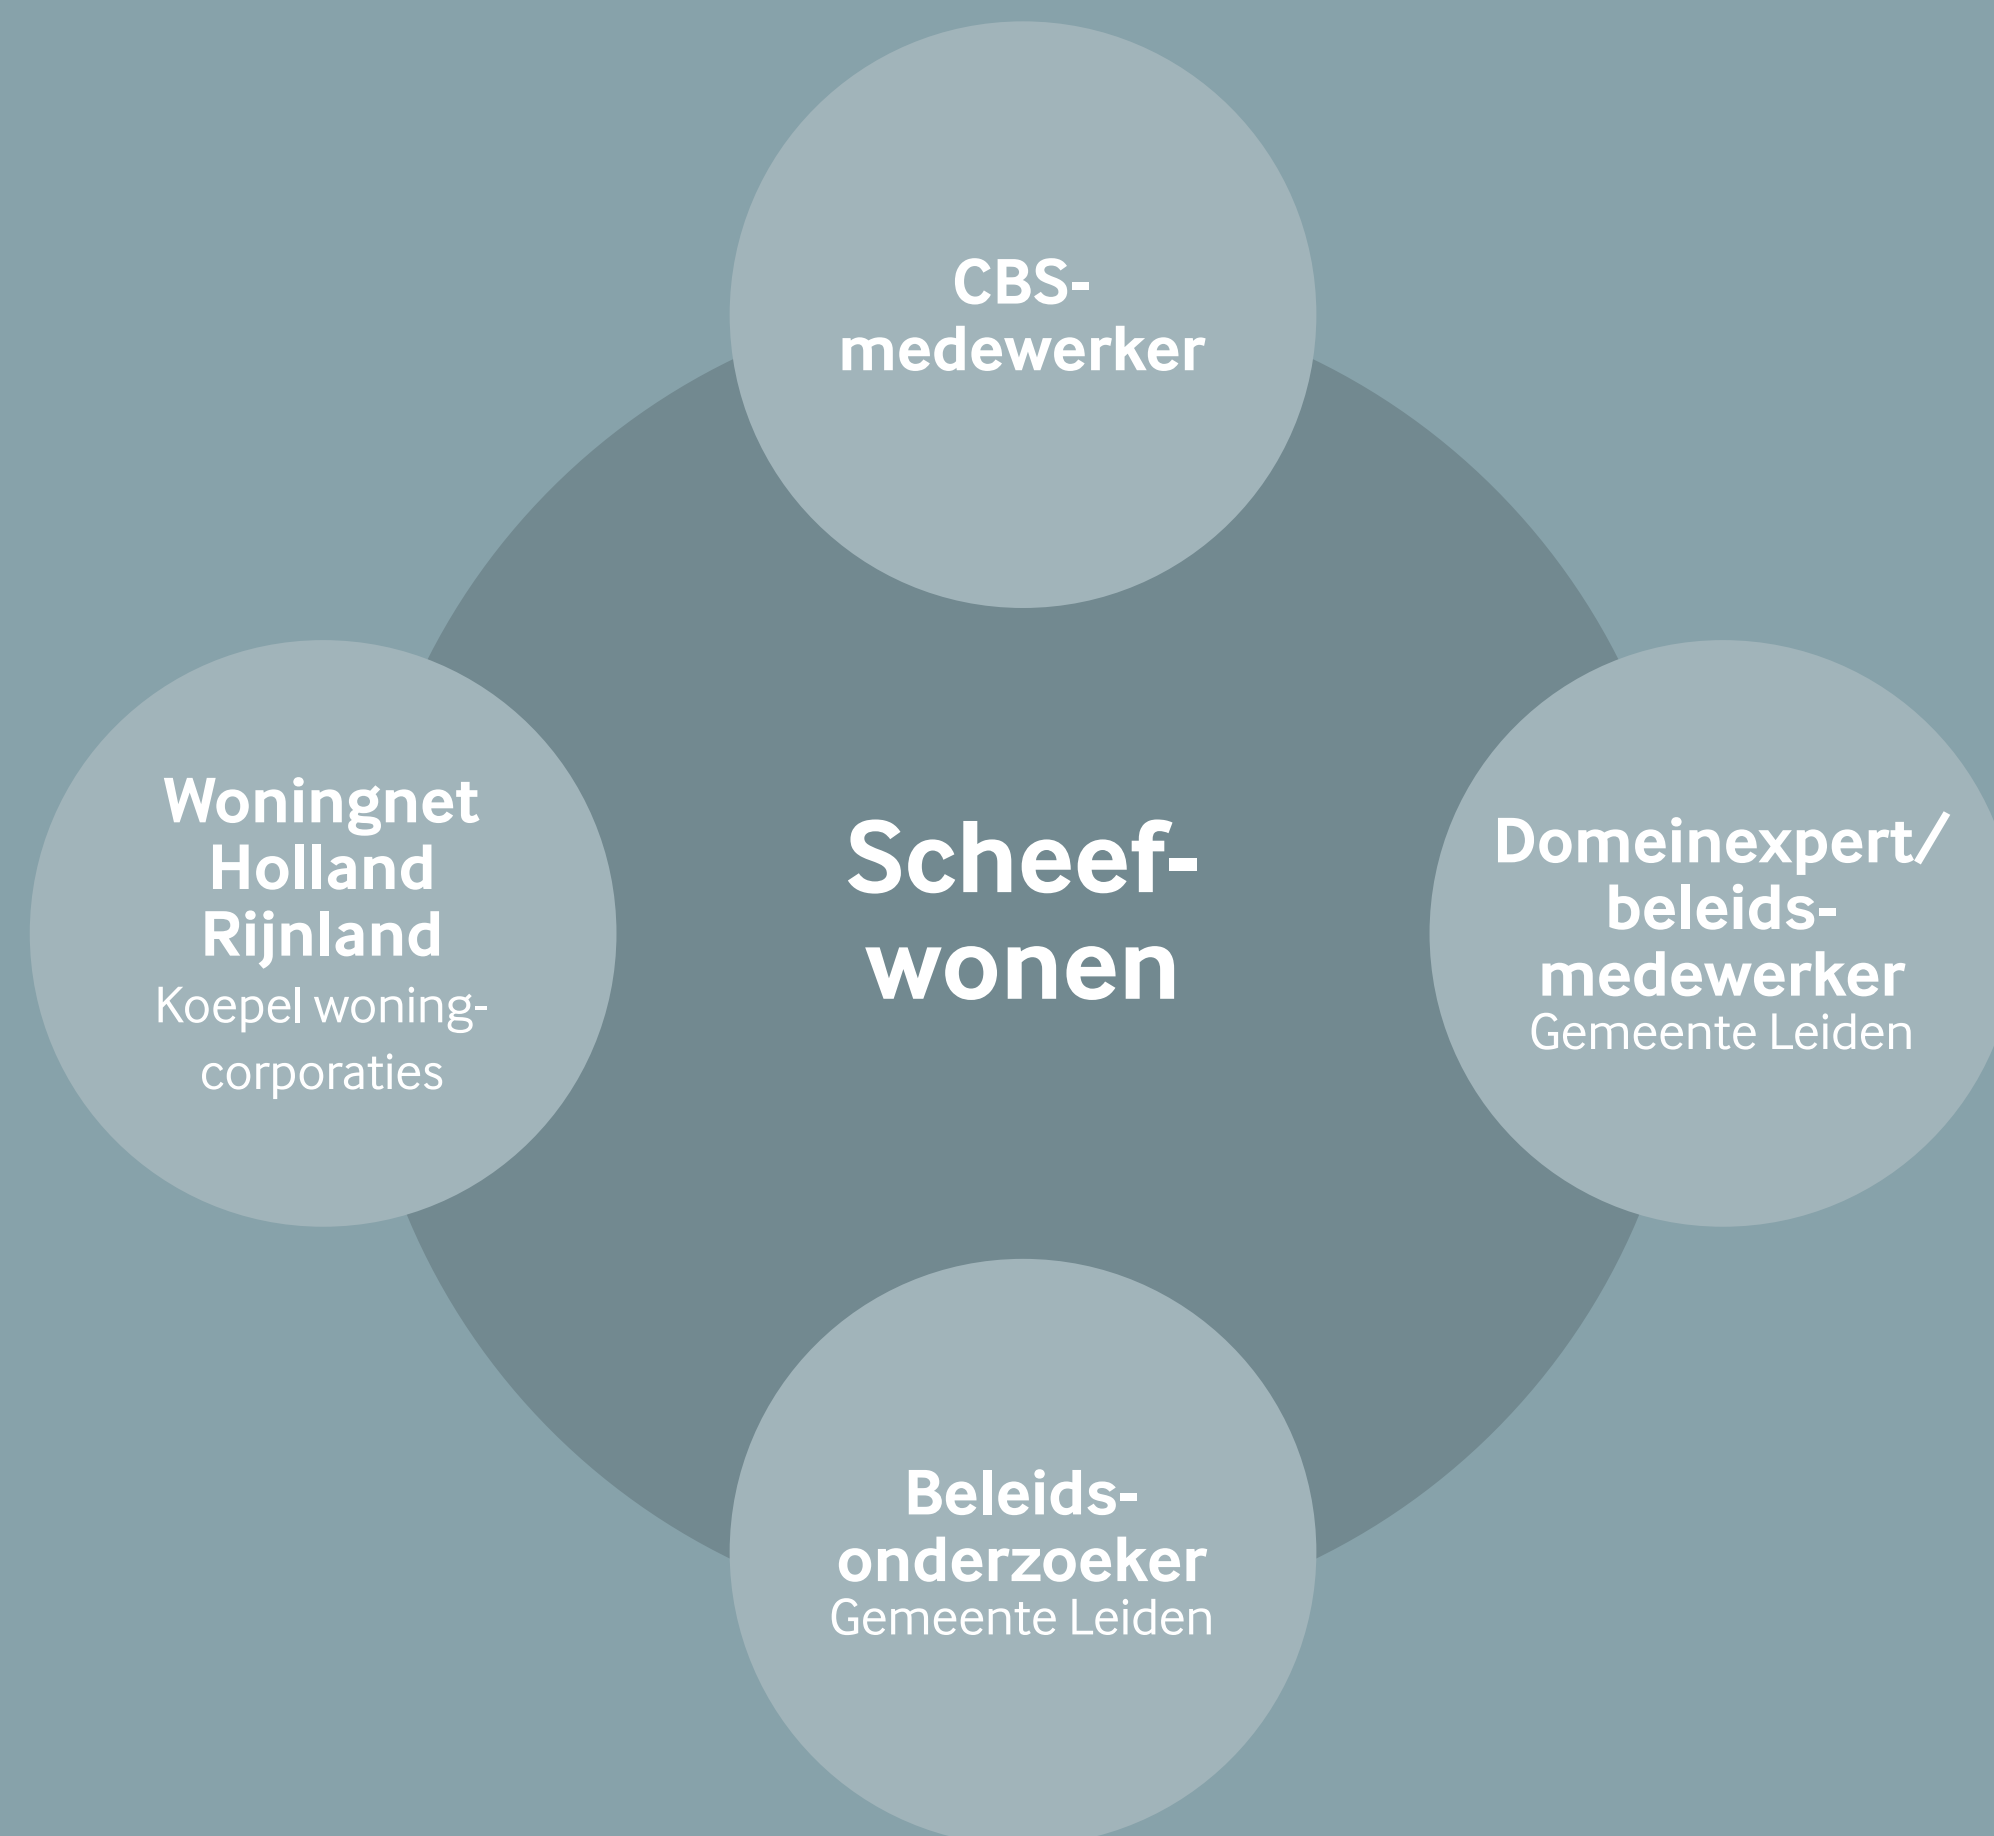 CBS-
medewerker
Woningnet
Holland
Rijnland
Koepel woning-
corporaties
Scheef-
wonen
Domeinexpert/
beleids-
medewerker
Gemeente Leiden
Beleids-
onderzoeker
Gemeente Leiden